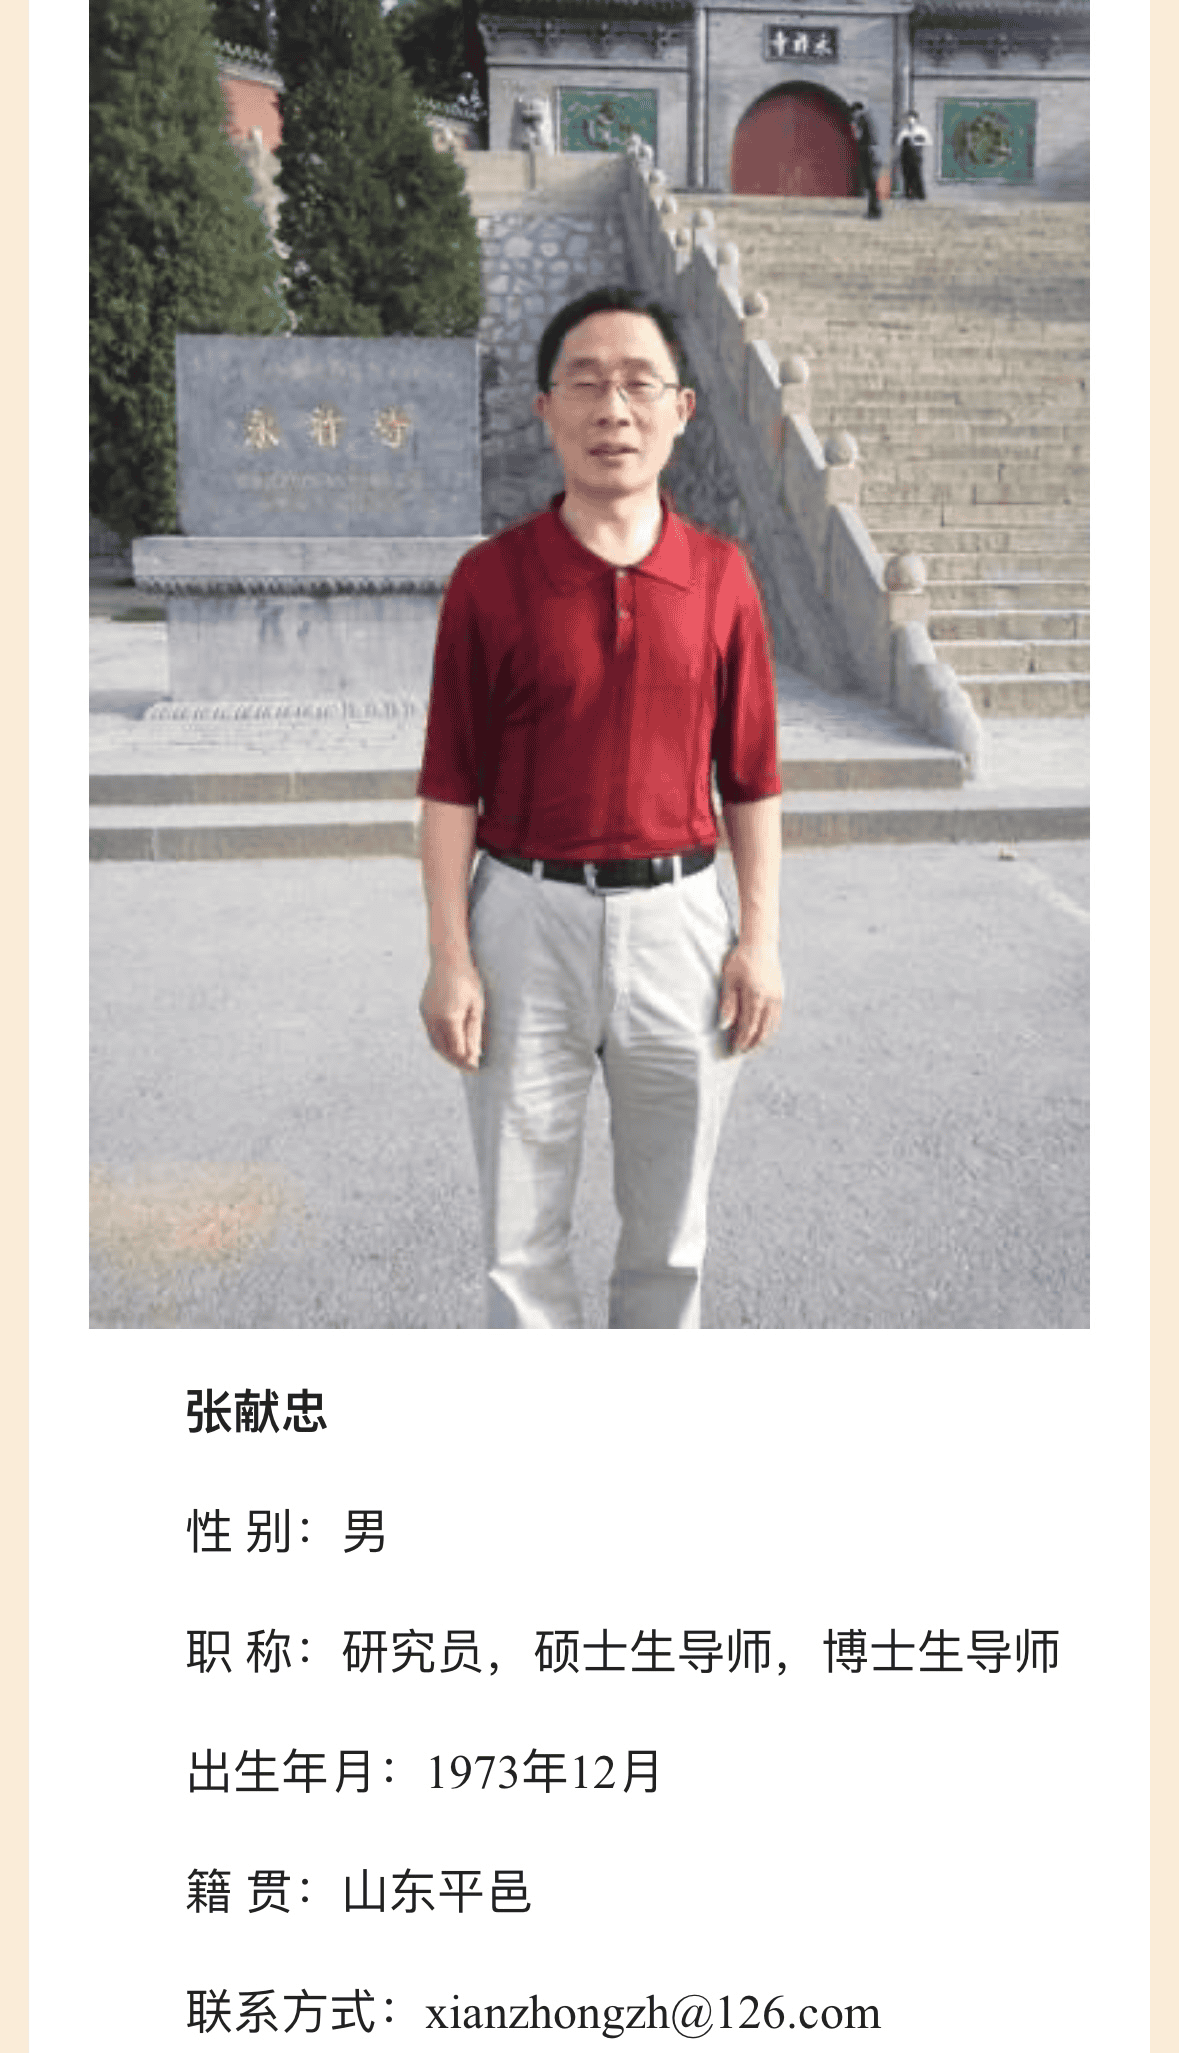 永祚寺
永祚寺
张献忠
性 别：男
职 称：研究员，硕士生导师，博士生导师
出生年月：1973年12月
籍 贯：山东平邑
联系方式：xianzhongzh@126.com